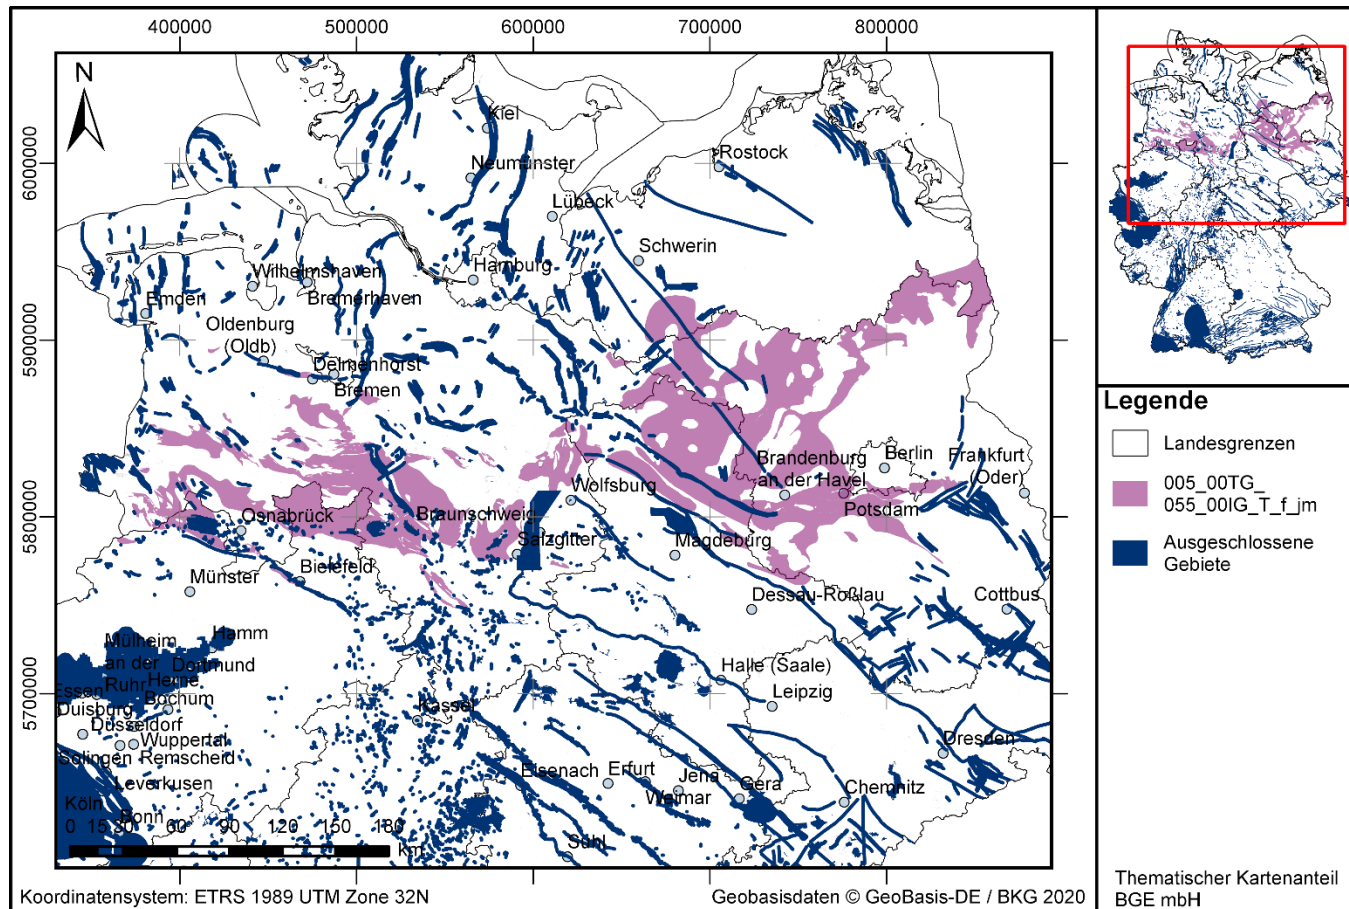 400000
500000
600000
700000
800000
N
Kiel
Neumünster
Rostock
Lübeck
Schwerin
Hamburg
Wilhelmshaven
Bremerhaven
Emden
Oldenburg
(Oldb)
Delmenhorst
Bremen
Berlin
Frankfurt
(Oder)
Brandenburg
an der Havel
Potsdam
Wolfsburg
Osnabrück
Braunschweig
Salzgitter
Magdeburg
Münster
Bielefeld
Dessau-Roßlau
Cottbus
Hamm
Mülheim
an der
Ruhr
Dortmund
Herne
Essen
Bochum
Duisburg
Düsseldorf
Wuppertal
Solingen
Remscheid
Leverkusen
Köln
Bonn
Halle (Saale)
Leipzig
Kassel
Dresden
Eisenach
Erfurt
Jena
Weimar
Gera
Chemnitz
Suhl
6000000
5900000
5800000
5700000
0 15 30 60 90 120 150 180
km
Koordinatensystem: ETRS 1989 UTM Zone 32N
Geobasisdaten © GeoBasis-DE / BKG 2020
Legende
Landesgrenzen
005_00TG_
055_00IG_T_f_jm
Ausgeschlossene
Gebiete
Thematischer Kartenanteil
BGE mbH